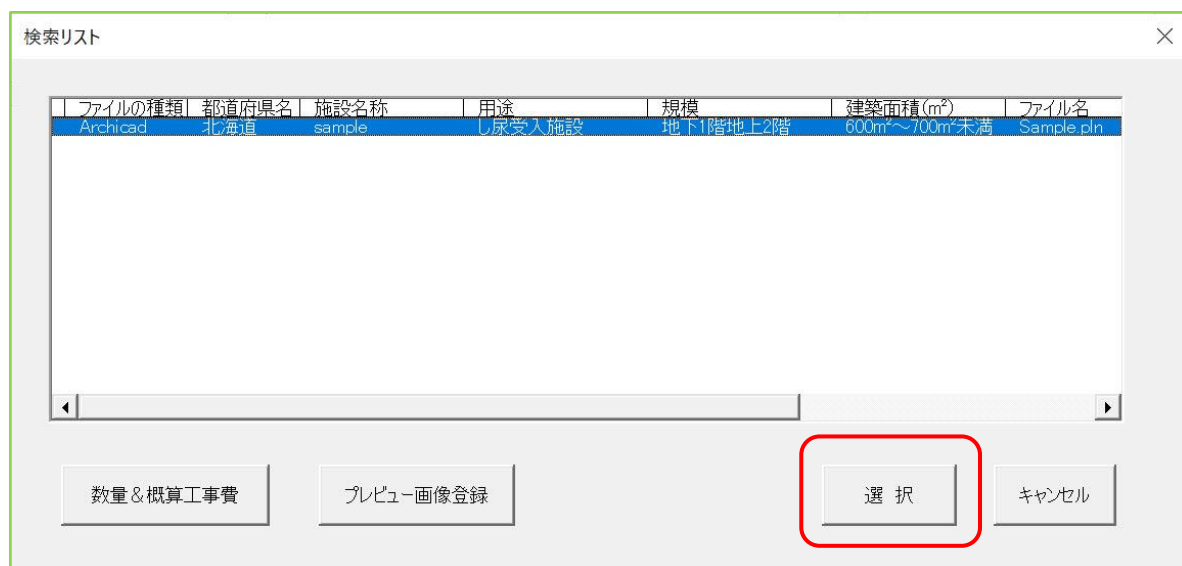 検索リスト
ファイルの種類 都道府県名 施設名称 用途 規模 建築面積(m²) ファイル名
Archicad 北海道 sample し尿受入施設 地下1階地上2階 600m²～700m²未満 Sample.pln
数量&概算工事費 プレビュー画像登録 選 択 キャンセル